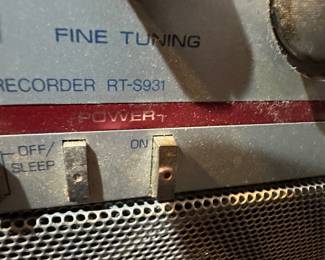 FINE TUNING
RECORDER RT-S931
POWER
OFF/
SLEEP
ON